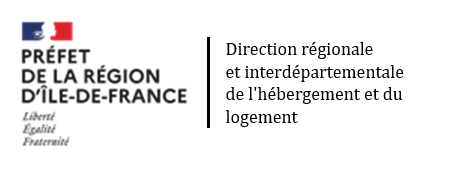 PRÉFET
DE LA RÉGION
D'ÎLE-DE-FRANCE
Liberté
Égalité
Fraternité
Direction régionale
et interdépartementale
de l'hébergement et du
logement